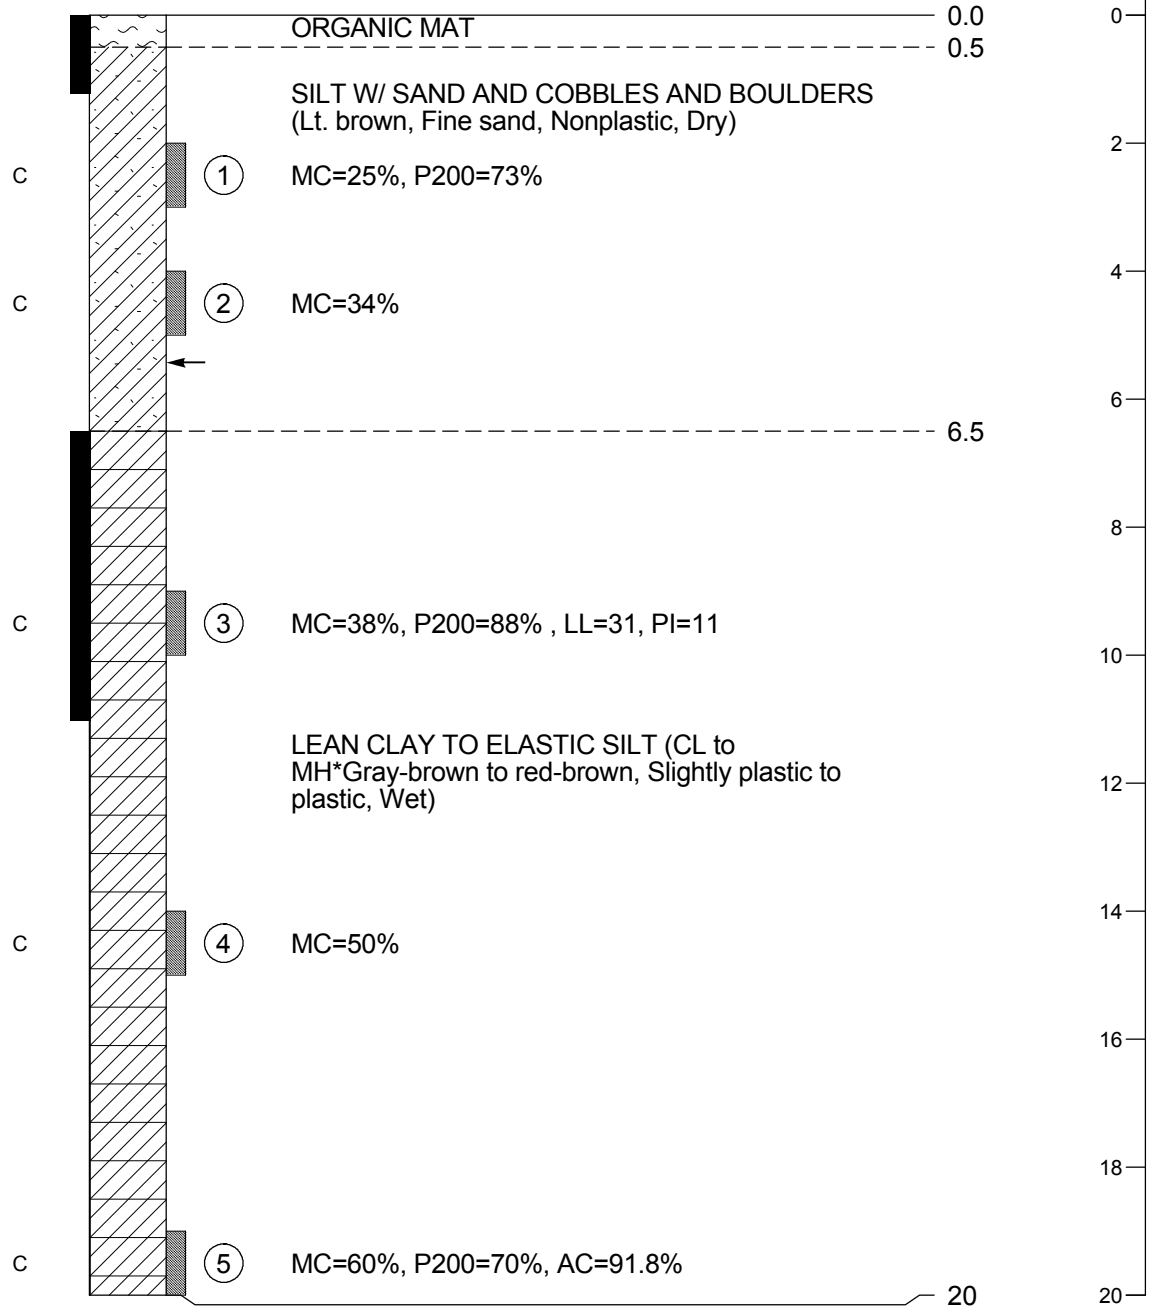 0.0
0
ORGANIC MAT
0.5
SILT W/ SAND AND COBBLES AND BOULDERS
(Lt. brown, Fine sand, Nonplastic, Dry)
2
C 1 MC=25%, P200=73%
4
C 2 MC=34%
6
6.5
8
C 3 MC=38%, P200=88% , LL=31, PI=11
10
LEAN CLAY TO ELASTIC SILT (CL to
MH*Gray-brown to red-brown, Slightly plastic to
plastic, Wet)
12
14
C 4 MC=50%
16
18
C 5 MC=60%, P200=70%, AC=91.8%
20
20